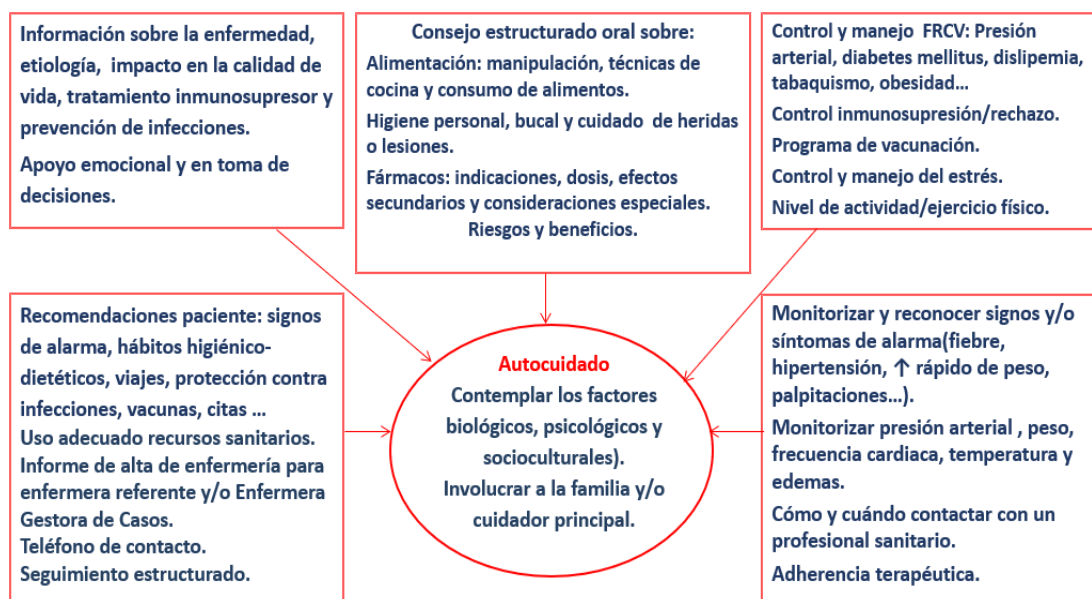 Información sobre la enfermedad,
etiología, impacto en la calidad de
vida, tratamiento inmunosupresor y
prevención de infecciones.
Apoyo emocional y en toma de
decisiones.
Consejo estructurado oral sobre:
Alimentación: manipulación, técnicas de
cocina y consumo de alimentos.
Higiene personal, bucal y cuidado de heridas
o lesiones.
Fármacos: indicaciones, dosis, efectos
secundarios y consideraciones especiales.
Riesgos y beneficios.
Control y manejo FRCV: Presión
arterial, diabetes mellitus, dislipemia,
tabaquismo, obesidad...
Control inmunosupresión/rechazo.
Programa de vacunación.
Control y manejo del estrés.
Nivel de actividad/ejercicio físico.
Recomendaciones paciente: signos
de alarma, hábitos higiénico-
dietéticos, viajes, protección contra
infecciones, vacunas, citas ...
Uso adecuado recursos sanitarios.
Informe de alta de enfermería para
enfermera referente y/o Enfermera
Gestora de Casos.
Teléfono de contacto.
Seguimiento estructurado.
Autocuidado
Contemplar los factores
biológicos, psicológicos y
socioculturales).
Involucrar a la familia y/o
cuidador principal.
Monitorizar y reconocer signos y/o
síntomas de alarma(fiebre,
hipertensión, ↑ rápido de peso,
palpitaciones...).
Monitorizar presión arterial , peso,
frecuencia cardiaca, temperatura y
edemas.
Cómo y cuándo contactar con un
profesional sanitario.
Adherencia terapéutica.